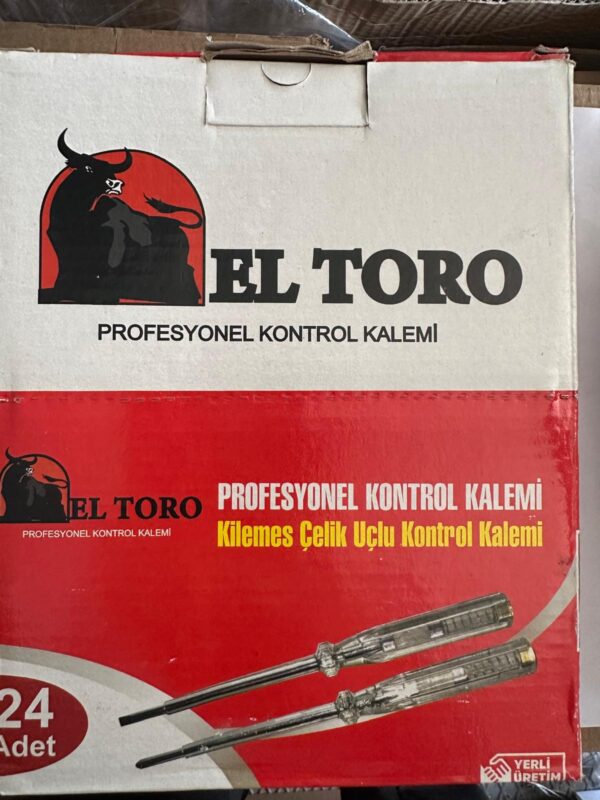 EL TORO
PROFESYONEL KONTROL KALEMİ
EL TORO
PROFESYONEL KONTROL KALEMİ
PROFESYONEL KONTROL KALEMİ
Kilemes Çelik Uçlu Kontrol Kalemi
24
Adet
YERLİ
ÜRETİM